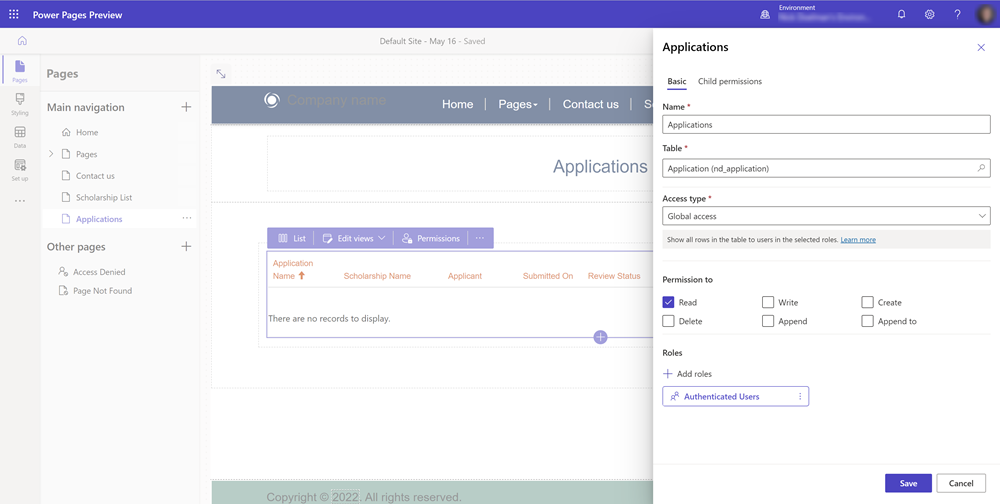 Power Pages Preview
Environment
Default Site - May 16 - Saved
Pages
Styling
Data
Set up
Pages
Main navigation
Home
Pages
Contact us
Scholarship List
Applications
Other pages
Access Denied
Page Not Found
Company name
Home
Pages
Contact us
S
Applications
List
Edit views
Permissions
Application
Name
Scholarship Name
Applicant
Submitted On
Review Status
There are no records to display.
Copyright © 2022. All rights reserved.
Applications
Basic
Child permissions
Name *
Applications
Table *
Application (nd_application)
Access type *
Global access
Show all rows in the table to users in the selected roles. Learn more
Permission to
Read
Write
Create
Delete
Append
Append to
Roles
Add roles
Authenticated Users
Save
Cancel